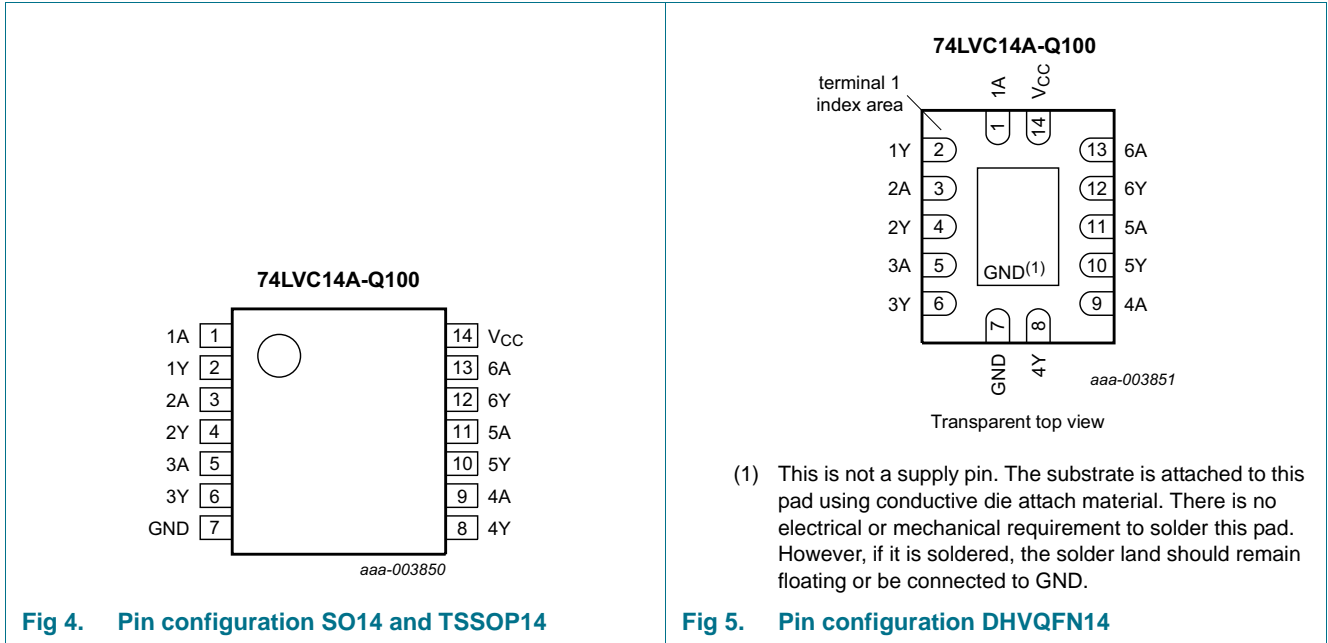 74LVC14A-Q100
1A 1 14 VCC
1Y 2 13 6A
2A 3 12 6Y
2Y 4 11 5A
3A 5 10 5Y
3Y 6 9 4A
GND 7 8 4Y
aaa-003850
Fig 4. Pin configuration SO14 and TSSOP14
74LVC14A-Q100
terminal 1
index area
1A VCC
1 14
1Y 2 13 6A
2A 3 12 6Y
2Y 4 11 5A
3A 5 10 5Y
GND(1)
3Y 6 9 4A
7 8
GND 4Y
aaa-003851
Transparent top view
(1) This is not a supply pin. The substrate is attached to this
pad using conductive die attach material. There is no
electrical or mechanical requirement to solder this pad.
However, if it is soldered, the solder land should remain
floating or be connected to GND.
Fig 5. Pin configuration DHVQFN14